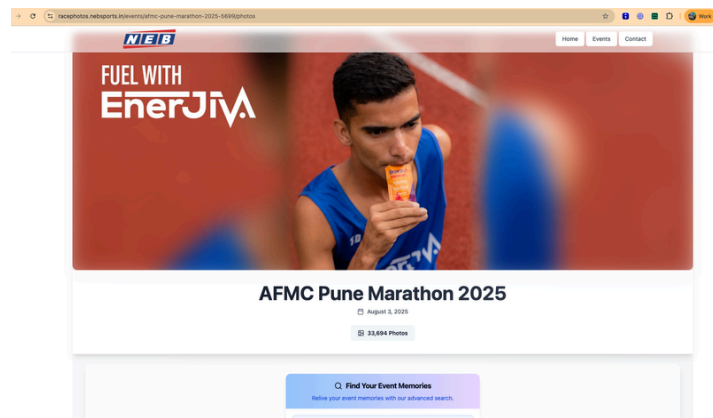 racephotos.nebsports.in/events/afmc-pune-marathon-2025-5699/photos
Work
NEB
Home
Events
Contact
FUEL WITH
EnerJIVA
AFMC Pune Marathon 2025
August 3, 2025
33,694 Photos
Find Your Event Memories
Relive your event memories with our advanced search.